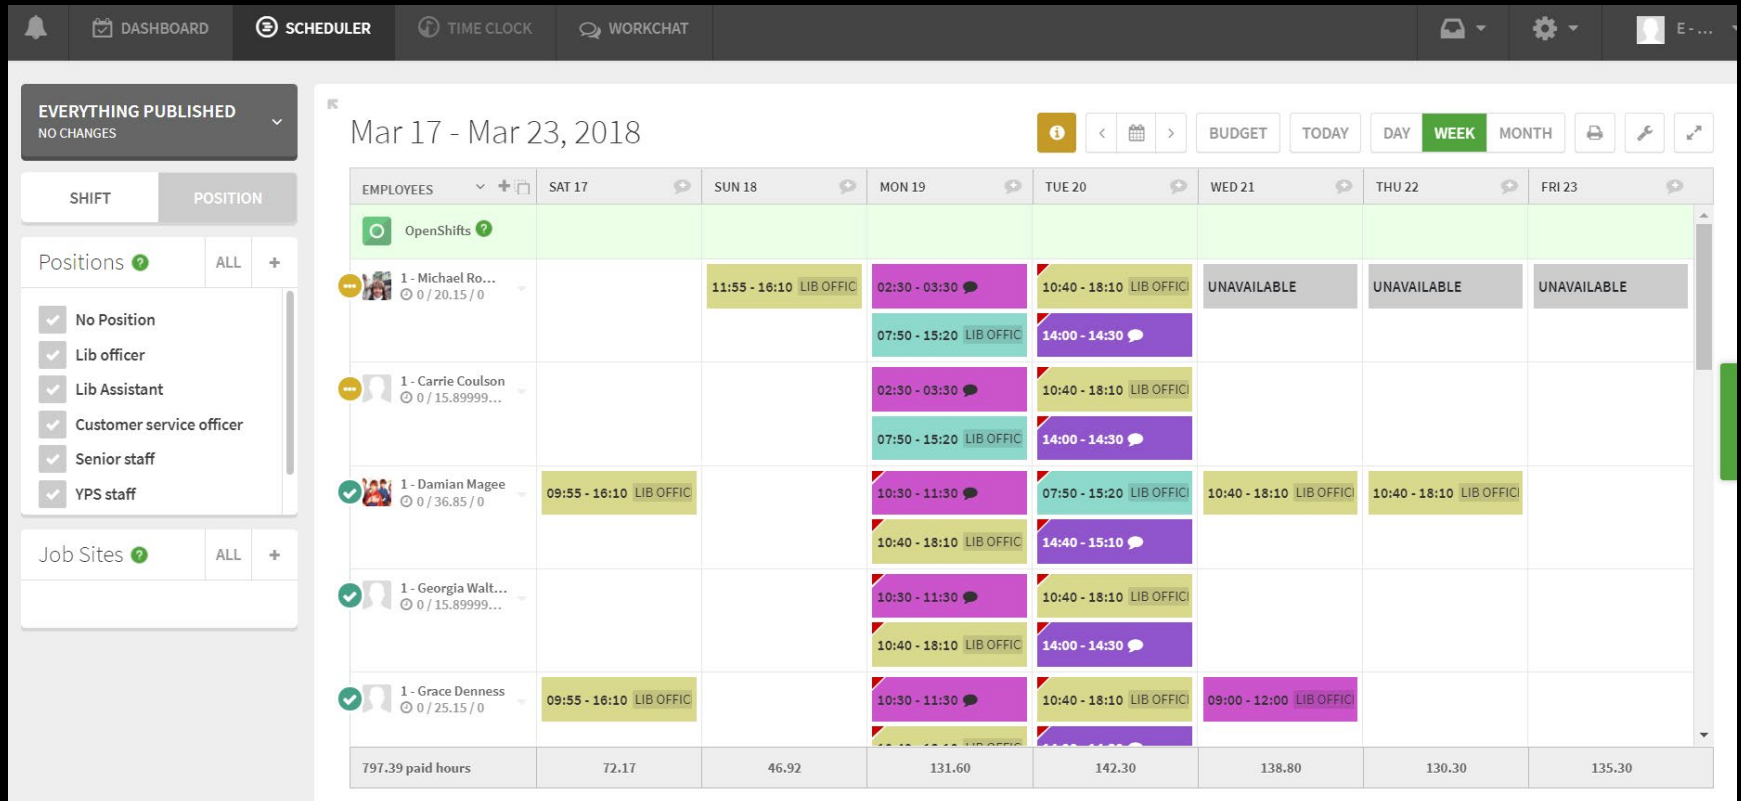 DASHBOARD
SCHEDULER
TIME CLOCK
WORKCHAT
E - ...
EVERYTHING PUBLISHED
NO CHANGES
SHIFT
POSITION
Positions ?
ALL +
No Position
Lib officer
Lib Assistant
Customer service officer
Senior staff
YPS staff
Job Sites ?
ALL +
Mar 17 - Mar 23, 2018
BUDGET
TODAY
DAY WEEK MONTH
EMPLOYEES SAT 17 SUN 18 MON 19 TUE 20 WED 21 THU 22 FRI 23
OpenShifts ?
1 - Michael Ro...
0 / 20.15 / 0
11:55 - 16:10 LIB OFFIC 02:30 - 03:30 10:40 - 18:10 LIB OFFICI UNAVAILABLE UNAVAILABLE UNAVAILABLE
07:50 - 15:20 LIB OFFIC 14:00 - 14:30
1 - Carrie Coulson
0 / 15.89999...
02:30 - 03:30 10:40 - 18:10 LIB OFFICI
07:50 - 15:20 LIB OFFIC 14:00 - 14:30
1 - Damian Magee
0 / 36.85 / 0
09:55 - 16:10 LIB OFFIC 10:30 - 11:30 07:50 - 15:20 LIB OFFICI 10:40 - 18:10 LIB OFFICI 10:40 - 18:10 LIB OFFICI
10:40 - 18:10 LIB OFFIC 14:40 - 15:10
1 - Georgia Walt...
0 / 15.89999...
10:30 - 11:30 10:40 - 18:10 LIB OFFICI
10:40 - 18:10 LIB OFFIC 14:00 - 14:30
1 - Grace Denness
0 / 25.15 / 0
09:55 - 16:10 LIB OFFIC 10:30 - 11:30 10:40 - 18:10 LIB OFFICI 09:00 - 12:00 LIB OFFICI
797.39 paid hours 72.17 46.92 131.60 142.30 138.80 130.30 135.30